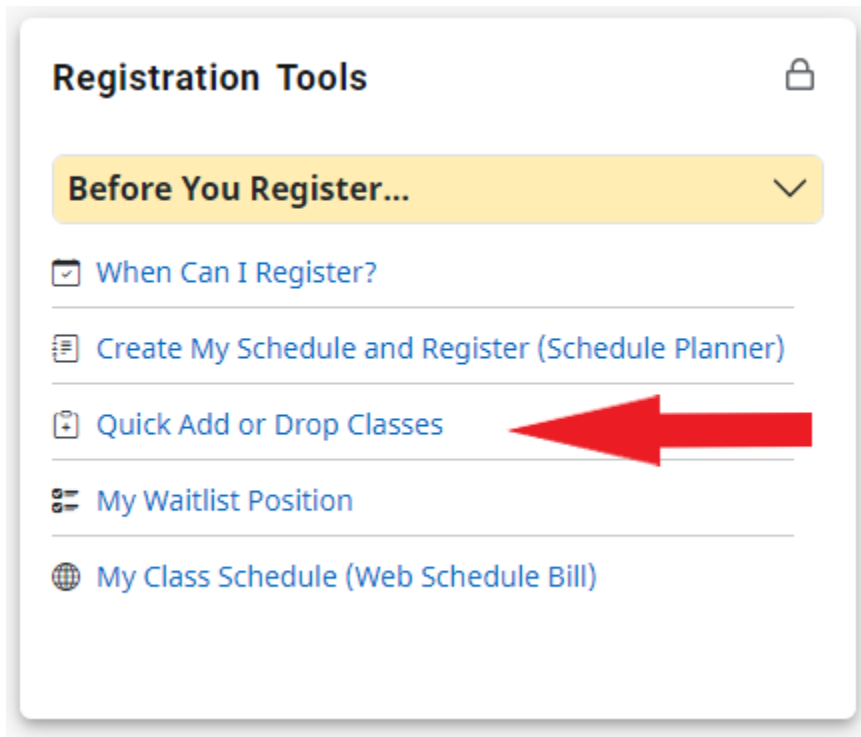 Registration Tools
Before You Register...
When Can I Register?
Create My Schedule and Register (Schedule Planner)
Quick Add or Drop Classes
My Waitlist Position
My Class Schedule (Web Schedule Bill)